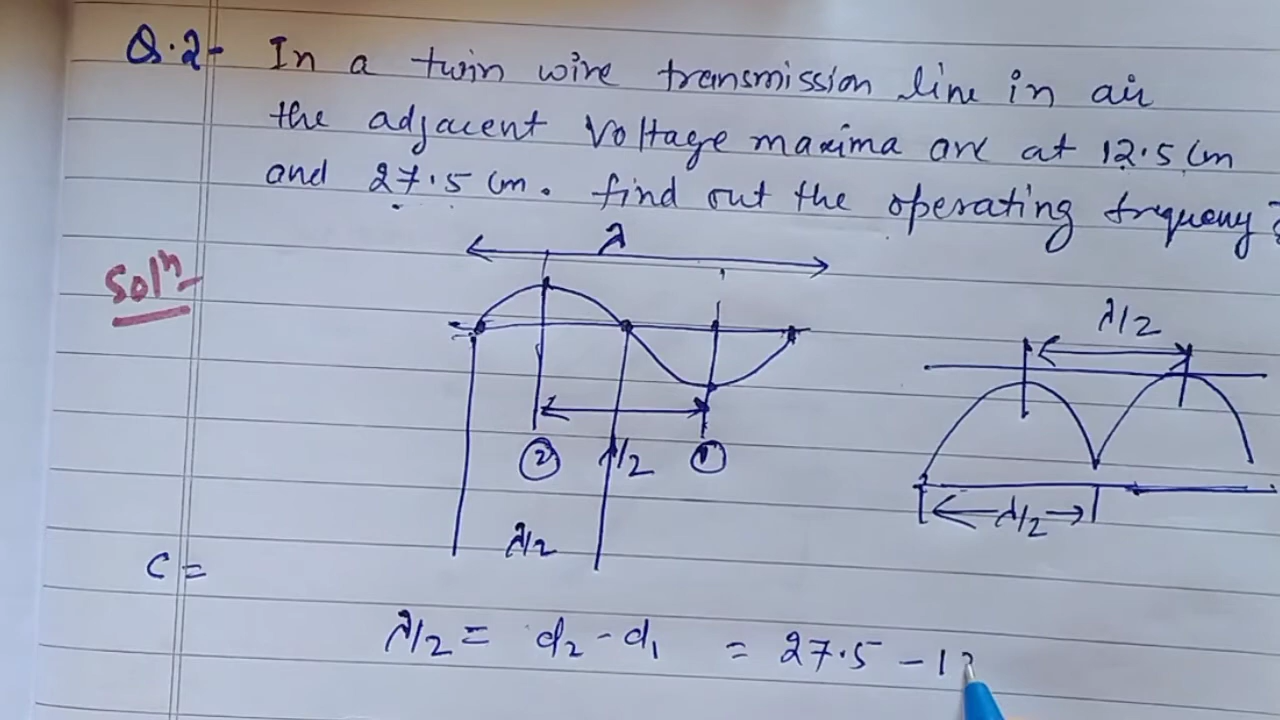 Q.2- In a twin wire transmission line in air
the adjacent Voltage maxima are at 12.5 cm
and 27.5 cm. find out the operating frequency?
Solⁿ
λ
λ/2
② λ/2 ①
λ/2
λ/2
C =
λ/2 = d₂ - d₁ = 27.5 - 12